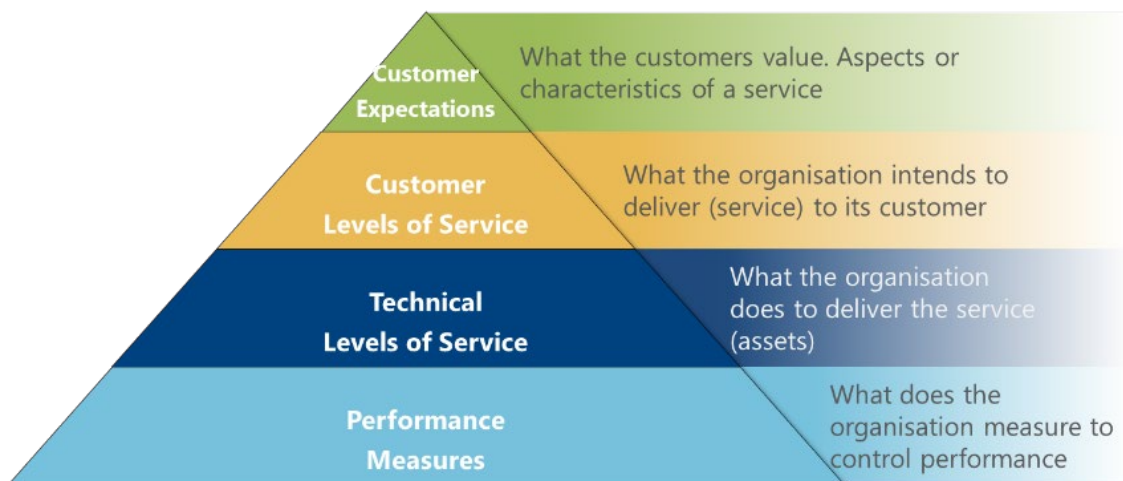 Customer
Expectations
What the customers value. Aspects or
characteristics of a service
Customer
Levels of Service
What the organisation intends to
deliver (service) to its customer
Technical
Levels of Service
What the organisation
does to deliver the service
(assets)
Performance
Measures
What does the
organisation measure to
control performance